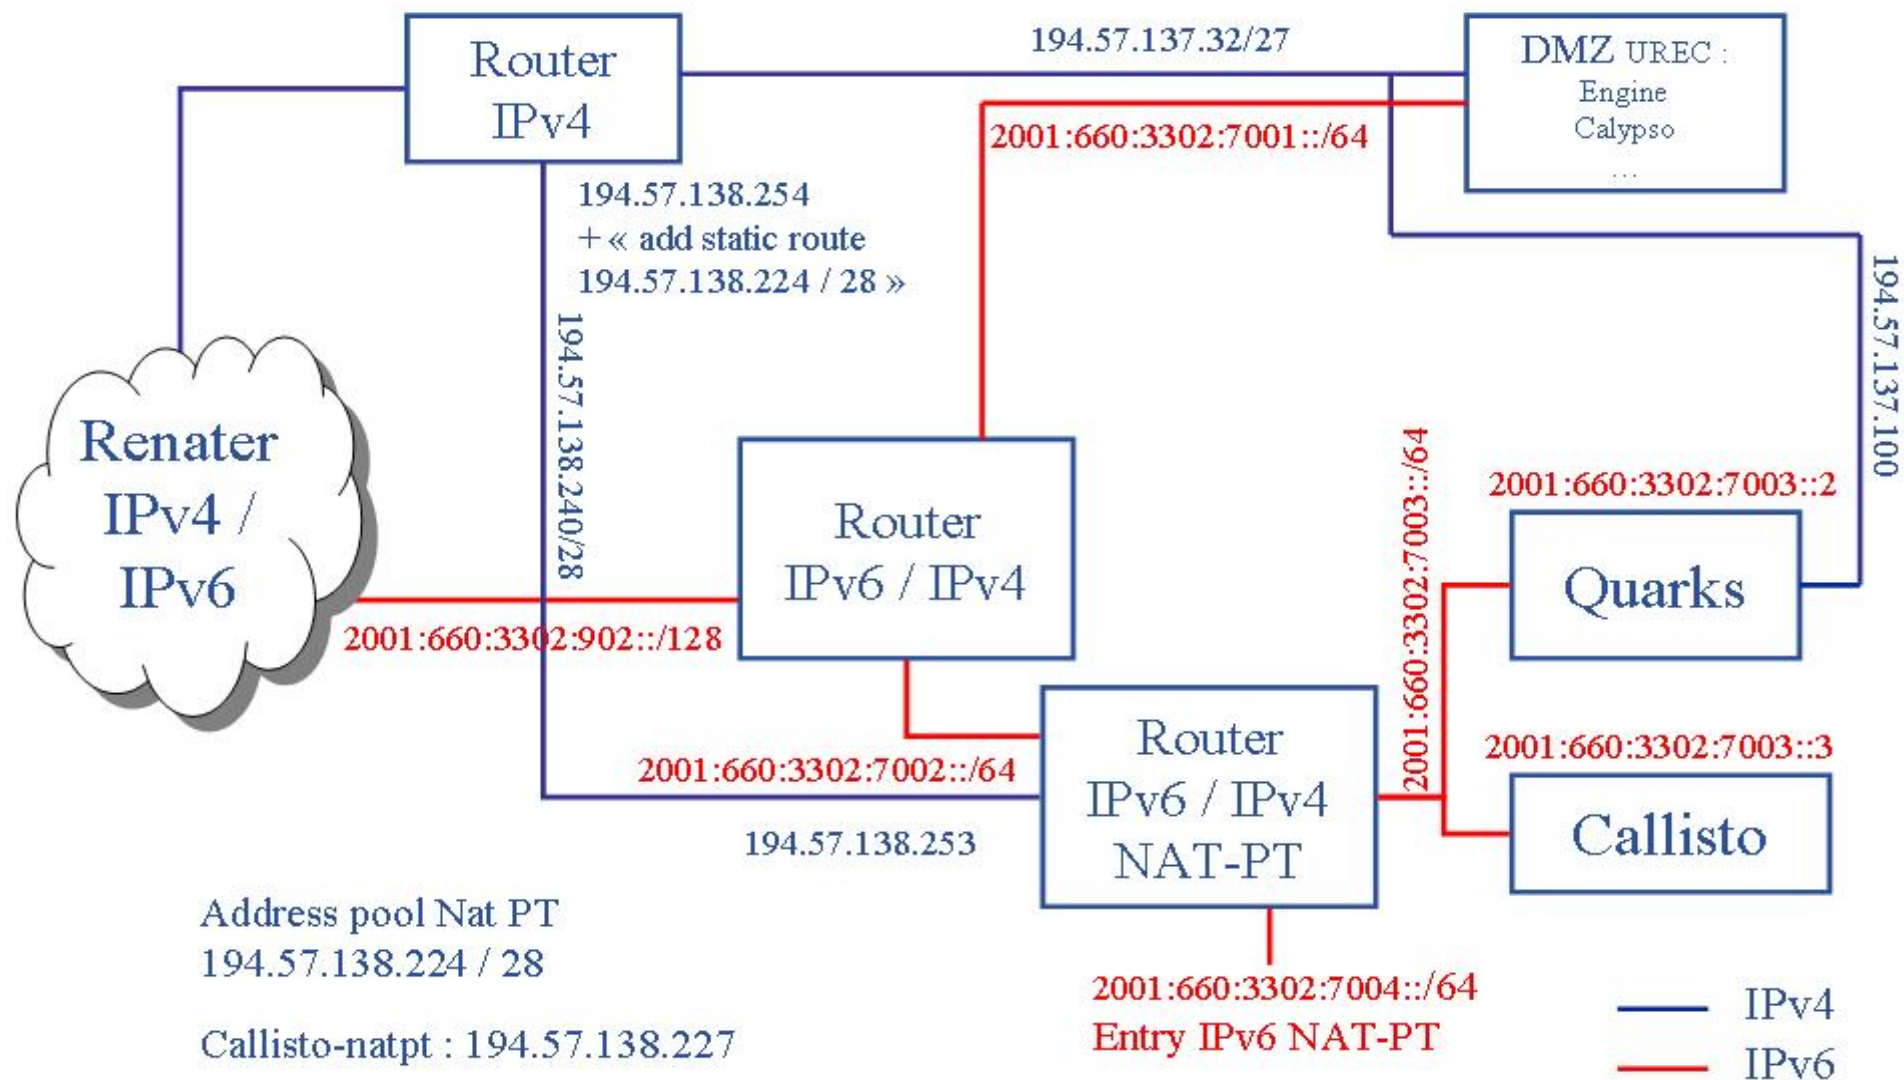 Router
IPv4
194.57.137.32/27
DMZ UREC :
Engine
Calypso
...
2001:660:3302:7001::/64
194.57.138.254
+ « add static route
194.57.138.224 / 28 »
194.57.138.240/28
194.57.137.100
Renater
IPv4 /
IPv6
2001:660:3302:902::/128
Router
IPv6 / IPv4
2001:660:3302:7003::/64
2001:660:3302:7003::2
Quarks
2001:660:3302:7002::/64
194.57.138.253
Router
IPv6 / IPv4
NAT-PT
2001:660:3302:7003::3
Callisto
Address pool Nat PT
194.57.138.224 / 28
Callisto-natpt : 194.57.138.227
2001:660:3302:7004::/64
Entry IPv6 NAT-PT
IPv4
IPv6